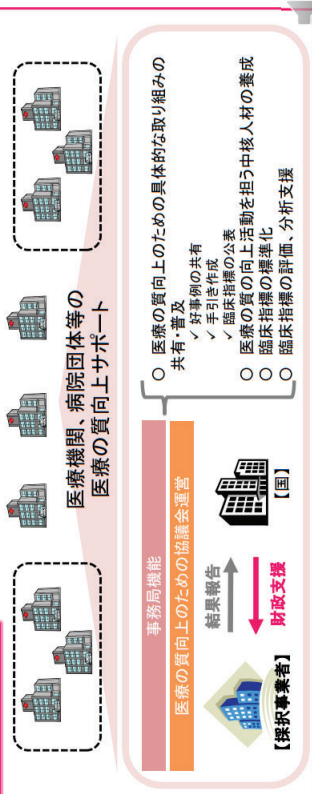 医療機関、病院団体等の
医療の質向上サポート
事務局機能
医療の質向上のための協議会運営
結果報告
財政支援
【採択事業者】
【国】
○ 医療の質向上のための具体的な取り組みの
共有・普及
✓ 好事例の共有
✓ 手引き作成
✓ 臨床指標の公表
○ 医療の質の向上活動を担う中核人材の養成
○ 臨床指標の標準化
○ 臨床指標の評価、分析支援